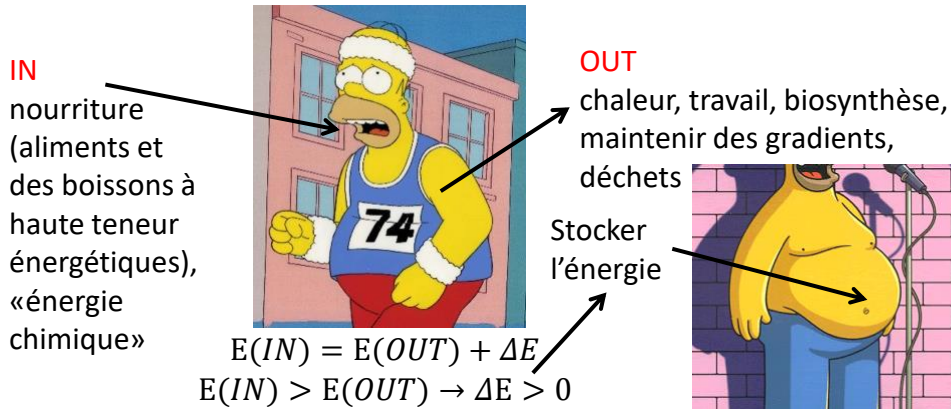 IN
nourriture
(aliments et
des boissons à
haute teneur
énergétiques),
«énergie
chimique»
74
OUT
chaleur, travail, biosynthèse,
maintenir des gradients,
déchets
Stocker
l'énergie
E(IN) = E(OUT) + ΔE
E(IN) > E(OUT) → ΔE > 0